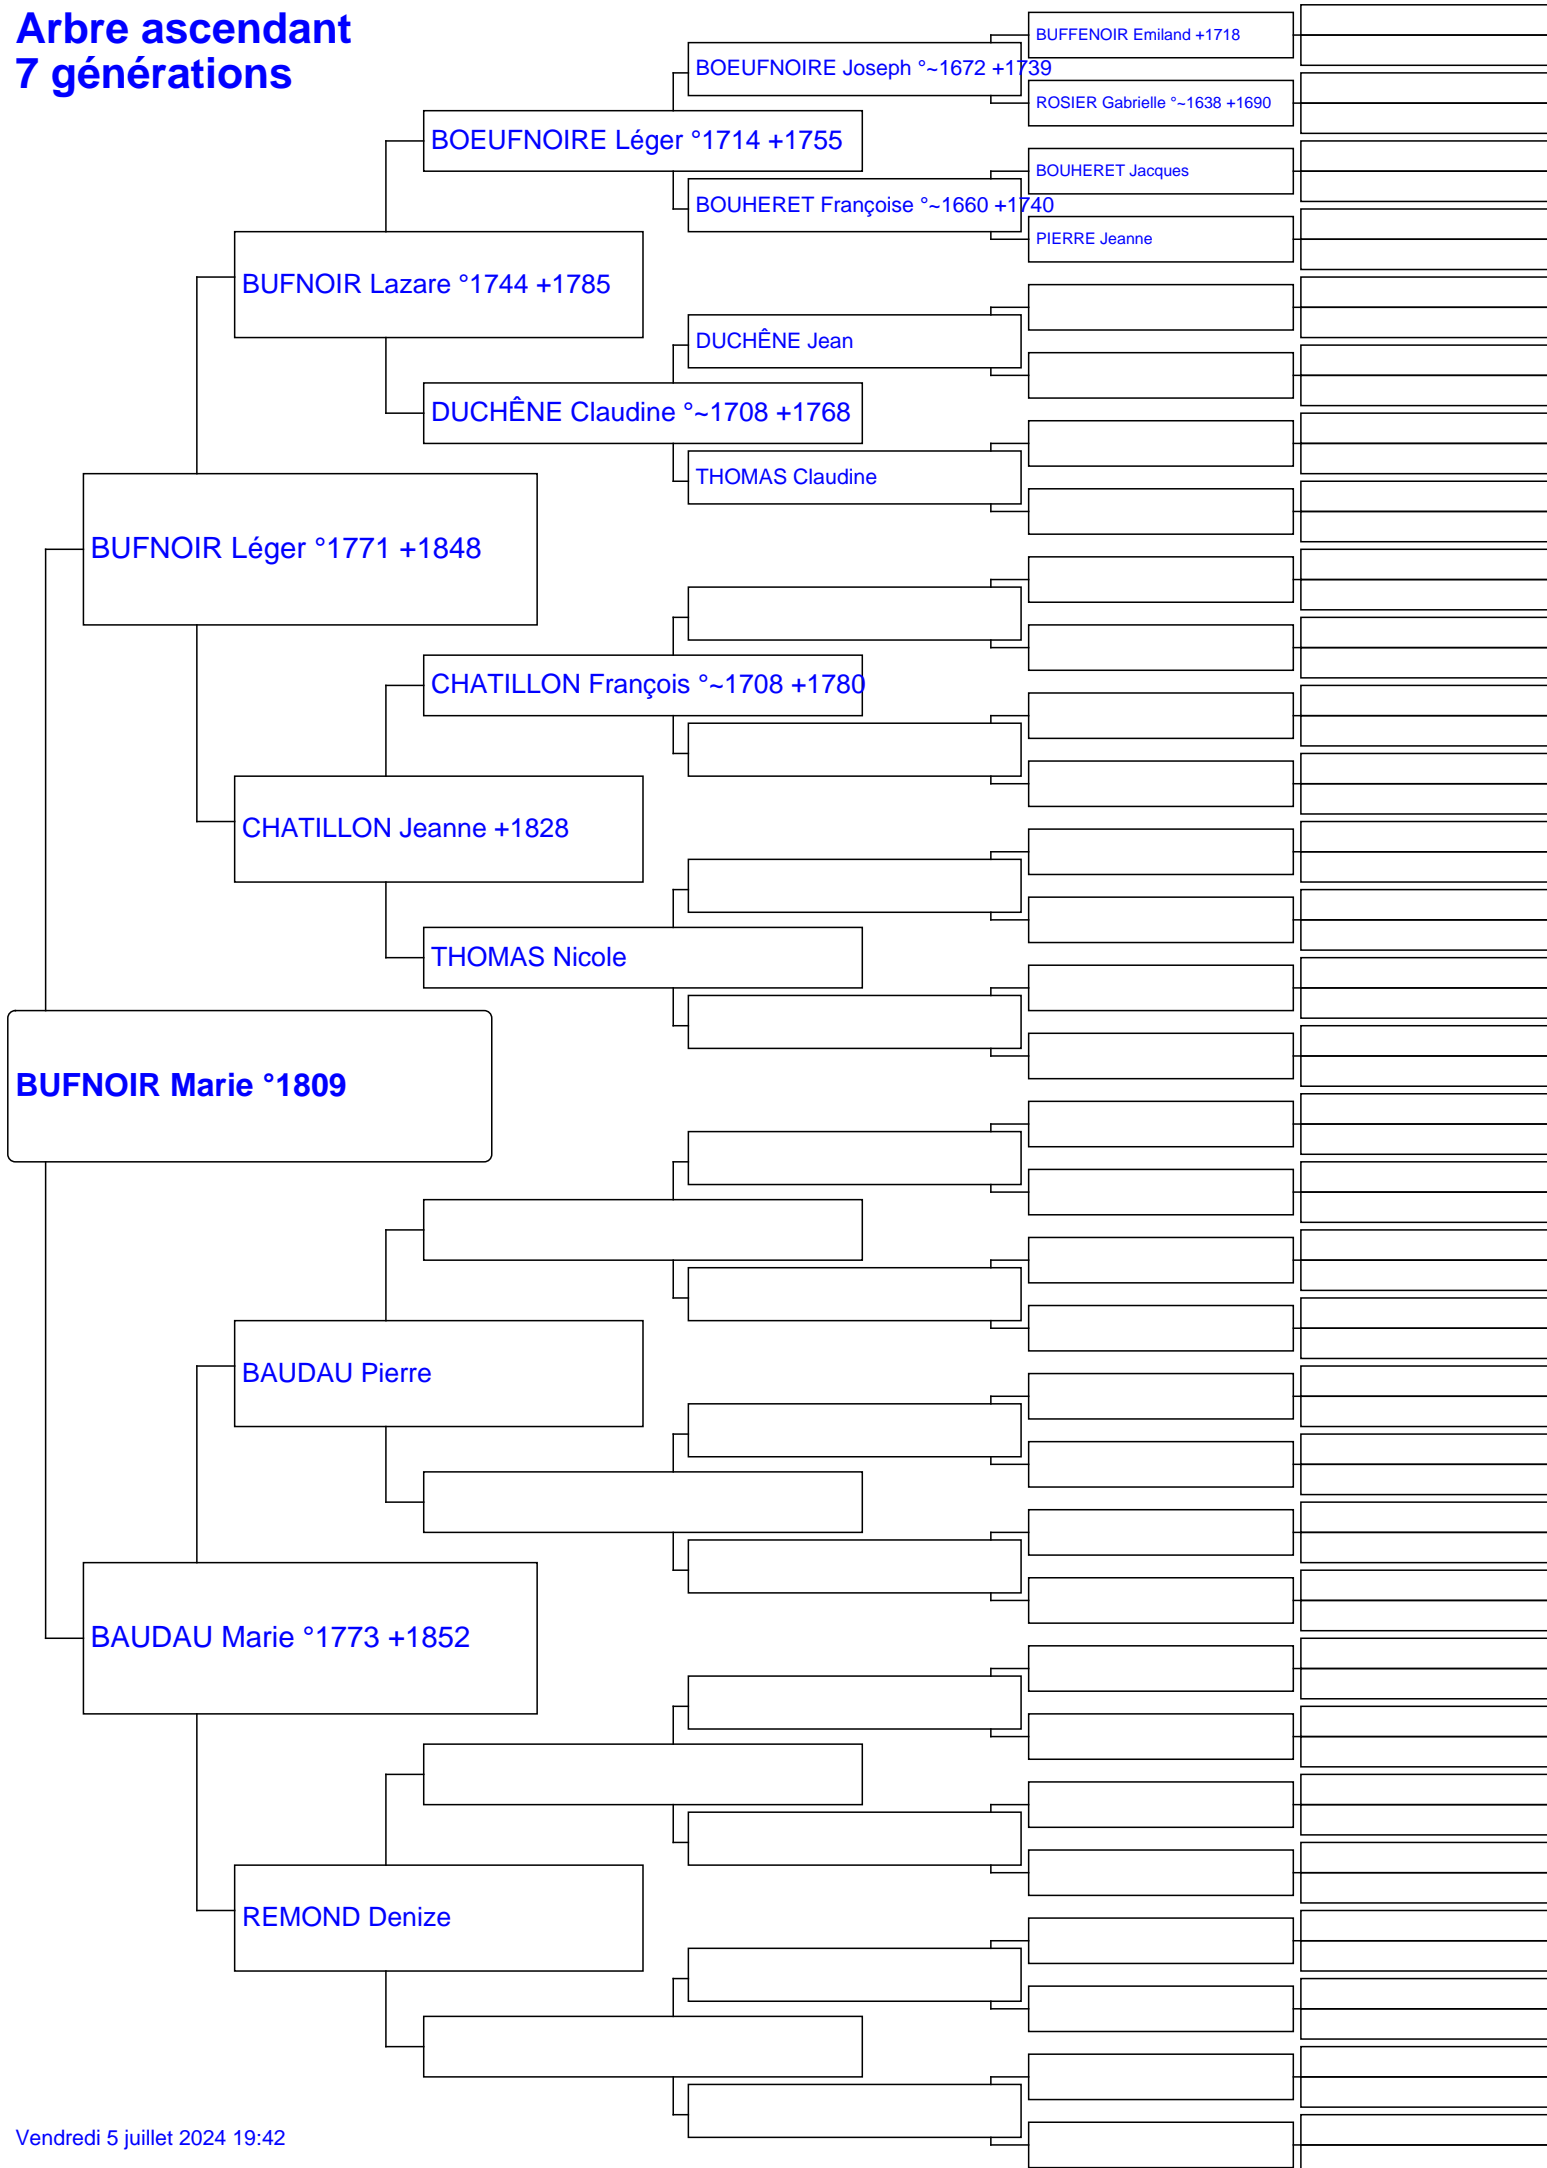 Arbre ascendant
7 générations
BUFFENOIR Emiland +1718
BOEUFNOIRE Joseph °~1672 +1739
ROSIER Gabrielle °~1638 +1690
BOEUFNOIRE Léger °1714 +1755
BOUHERET Jacques
BOUHERET Françoise °~1660 +1740
PIERRE Jeanne
BUFNOIR Lazare °1744 +1785
DUCHÊNE Jean
DUCHÊNE Claudine °~1708 +1768
THOMAS Claudine
BUFNOIR Léger °1771 +1848
CHATILLON François °~1708 +1780
CHATILLON Jeanne +1828
THOMAS Nicole
BUFNOIR Marie °1809
BAUDAU Pierre
BAUDAU Marie °1773 +1852
REMOND Denize
Vendredi 5 juillet 2024 19:42